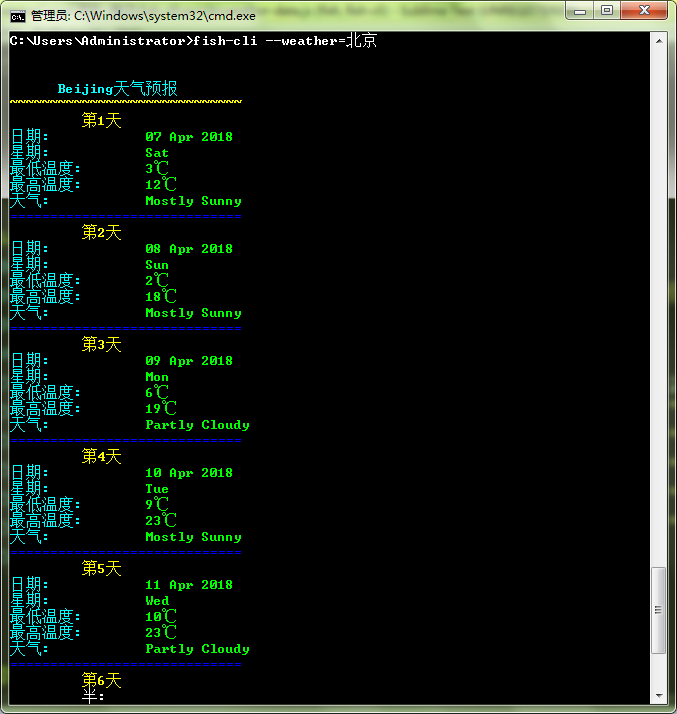 管理员: C:\Windows\system32\cmd.exe
C:\Users\Administrator>fish-cli --weather=北京
Beijing天气预报
~~~~~~~~~~~~~~~~~~~~~~~~~~~~~
第1天
日期: 07 Apr 2018
星期: Sat
最低温度: 3℃
最高温度: 12℃
天气: Mostly Sunny
-----------------------------
第2天
日期: 08 Apr 2018
星期: Sun
最低温度: 2℃
最高温度: 18℃
天气: Mostly Sunny
-----------------------------
第3天
日期: 09 Apr 2018
星期: Mon
最低温度: 6℃
最高温度: 19℃
天气: Partly Cloudy
-----------------------------
第4天
日期: 10 Apr 2018
星期: Tue
最低温度: 9℃
最高温度: 23℃
天气: Mostly Sunny
-----------------------------
第5天
日期: 11 Apr 2018
星期: Wed
最低温度: 10℃
最高温度: 23℃
天气: Partly Cloudy
-----------------------------
第6天
半: